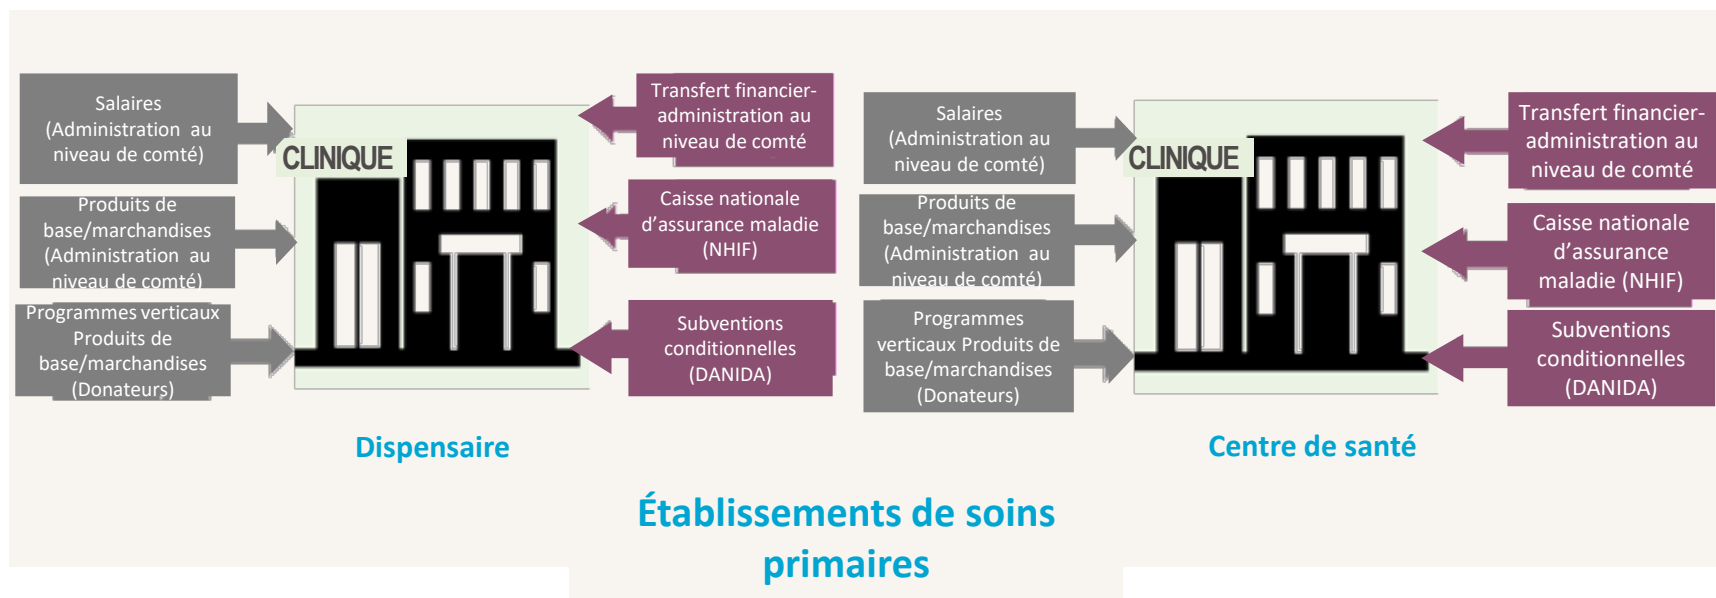 Salaires
(Administration au
niveau de comté)
Produits de
base/marchandises
(Administration au
niveau de comté)
Programmes verticaux
Produits de
base/marchandises
(Donateurs)
CLINIQUE
Transfert financier-
administration au
niveau de comté
Caisse nationale
d’assurance maladie
(NHIF)
Subventions
conditionnelles
(DANIDA)
Dispensaire
Salaires
(Administration au
niveau de comté)
Produits de
base/marchandises
(Administration au
niveau de comté)
Programmes
verticaux Produits de
base/marchandises
(Donateurs)
CLINIQUE
Transfert financier-
administration au
niveau de comté
Caisse nationale
d’assurance
maladie (NHIF)
Subventions
conditionnelles
(DANIDA)
Centre de santé
Établissements de soins
primaires